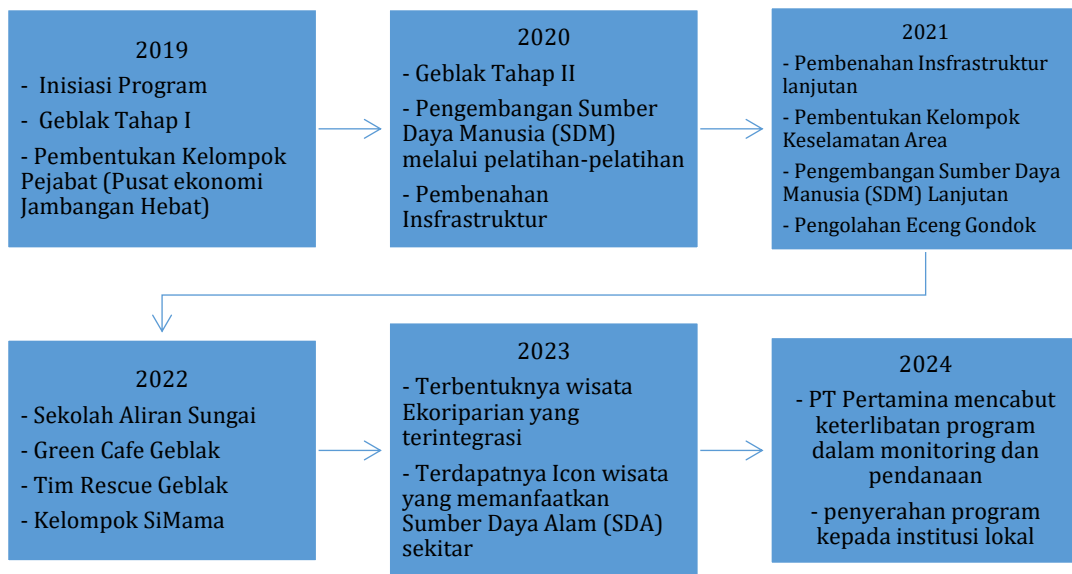 2019
- Inisiasi Program
- Geblak Tahap I
- Pembentukan Kelompok
Pejabat (Pusat ekonomi
Jambangan Hebat)
2020
- Geblak Tahap II
- Pengembangan Sumber
Daya Manusia (SDM)
melalui pelatihan-pelatihan
- Pembenahan
Insfrastruktur
2021
- Pembenahan Insfrastruktur
lanjutan
- Pembentukan Kelompok
Keselamatan Area
- Pengembangan Sumber Daya
Manusia (SDM) Lanjutan
- Pengolahan Eceng Gondok
2022
- Sekolah Aliran Sungai
- Green Cafe Geblak
- Tim Rescue Geblak
- Kelompok SiMama
2023
- Terbentuknya wisata
Ekoriparian yang
terintegrasi
- Terdapatnya Icon wisata
yang memanfaatkan
Sumber Daya Alam (SDA)
sekitar
2024
- PT Pertamina mencabut
keterlibatan program
dalam monitoring dan
pendanaan
- penyerahan program
kepada institusi lokal